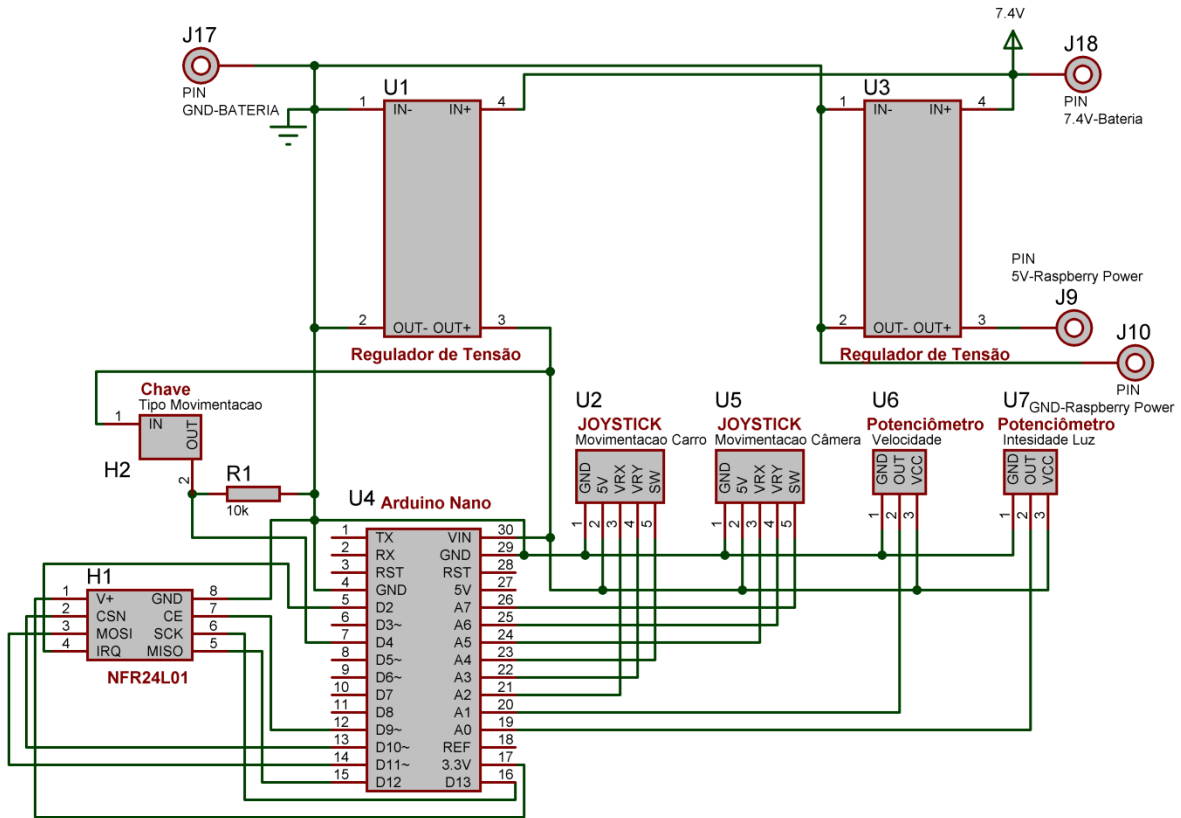 7.4V
J17
J18
PIN
GND-BATERIA
PIN
7.4V-Bateria
U1
1 IN- IN+ 4
2 OUT- OUT+ 3
Regulador de Tensão
U3
1 IN- IN+ 4
2 OUT- OUT+ 3
Regulador de Tensão
PIN
5V-Raspberry Power
J9
J10
PIN
GND-Raspberry Power
Chave
Tipo Movimentacao
1 IN OUT 2
H2
R1
10k
U2
JOYSTICK
Movimentacao Carro
GND 5V VRX VRY SW
1 2 3 4 5
U5
JOYSTICK
Movimentacao Câmera
GND 5V VRX VRY SW
1 2 3 4 5
U6
Potenciômetro
Velocidade
GND OUT VCC
1 2 3
U7
Potenciômetro
Intesidade Luz
GND OUT VCC
1 2 3
U4 Arduino Nano
1 TX VIN 30
2 RX GND 29
3 RST RST 28
4 GND 5V 27
5 D2 A7 26
6 D3~ A6 25
7 D4 A5 24
8 D5~ A4 23
9 D6~ A3 22
10 D7 A2 21
11 D8 A1 20
12 D9~ A0 19
13 D10~ REF 18
14 D11~ 3.3V 17
15 D12 D13 16
H1
1 V+ GND 8
2 CSN CE 7
3 MOSI SCK 6
4 IRQ MISO 5
NFR24L01